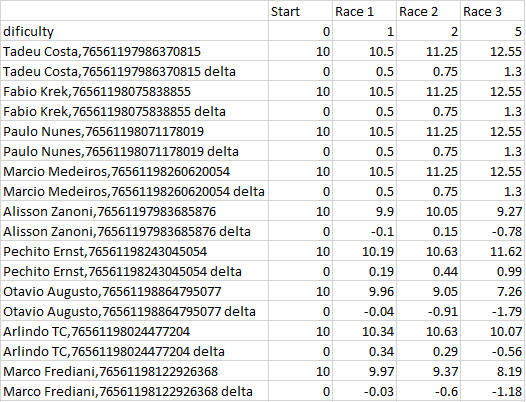 Start Race 1 Race 2 Race 3
dificulty 0 1 2 5
Tadeu Costa,76561197986370815 10 10.5 11.25 12.55
Tadeu Costa,76561197986370815 delta 0 0.5 0.75 1.3
Fabio Krek,76561198075838855 10 10.5 11.25 12.55
Fabio Krek,76561198075838855 delta 0 0.5 0.75 1.3
Paulo Nunes,76561198071178019 10 10.5 11.25 12.55
Paulo Nunes,76561198071178019 delta 0 0.5 0.75 1.3
Marcio Medeiros,76561198260620054 10 10.5 11.25 12.55
Marcio Medeiros,76561198260620054 delta 0 0.5 0.75 1.3
Alisson Zanoni,76561197983685876 10 9.9 10.05 9.27
Alisson Zanoni,76561197983685876 delta 0 -0.1 0.15 -0.78
Pechito Ernst,76561198243045054 10 10.19 10.63 11.62
Pechito Ernst,76561198243045054 delta 0 0.19 0.44 0.99
Otavio Augusto,76561198864795077 10 9.96 9.05 7.26
Otavio Augusto,76561198864795077 delta 0 -0.04 -0.91 -1.79
Arlindo TC,76561198024477204 10 10.34 10.63 10.07
Arlindo TC,76561198024477204 delta 0 0.34 0.29 -0.56
Marco Frediani,76561198122926368 10 9.97 9.37 8.19
Marco Frediani,76561198122926368 delta 0 -0.03 -0.6 -1.18